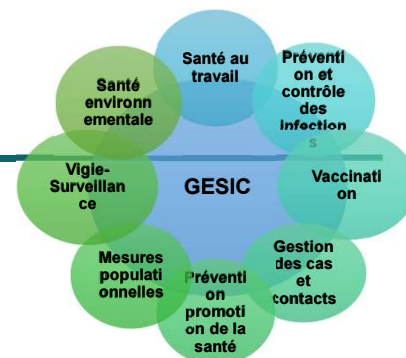 Santé au
travail
Préventi
on et
contrôle
des
infection
s
Vaccinati
on
Gestion
des cas
et
contacts
Préventi
on
promoti
on de la
santé
Mesures
populati
onnelles
Vigie-
Surveillan
ce
Santé
environn
ementale
GESIC